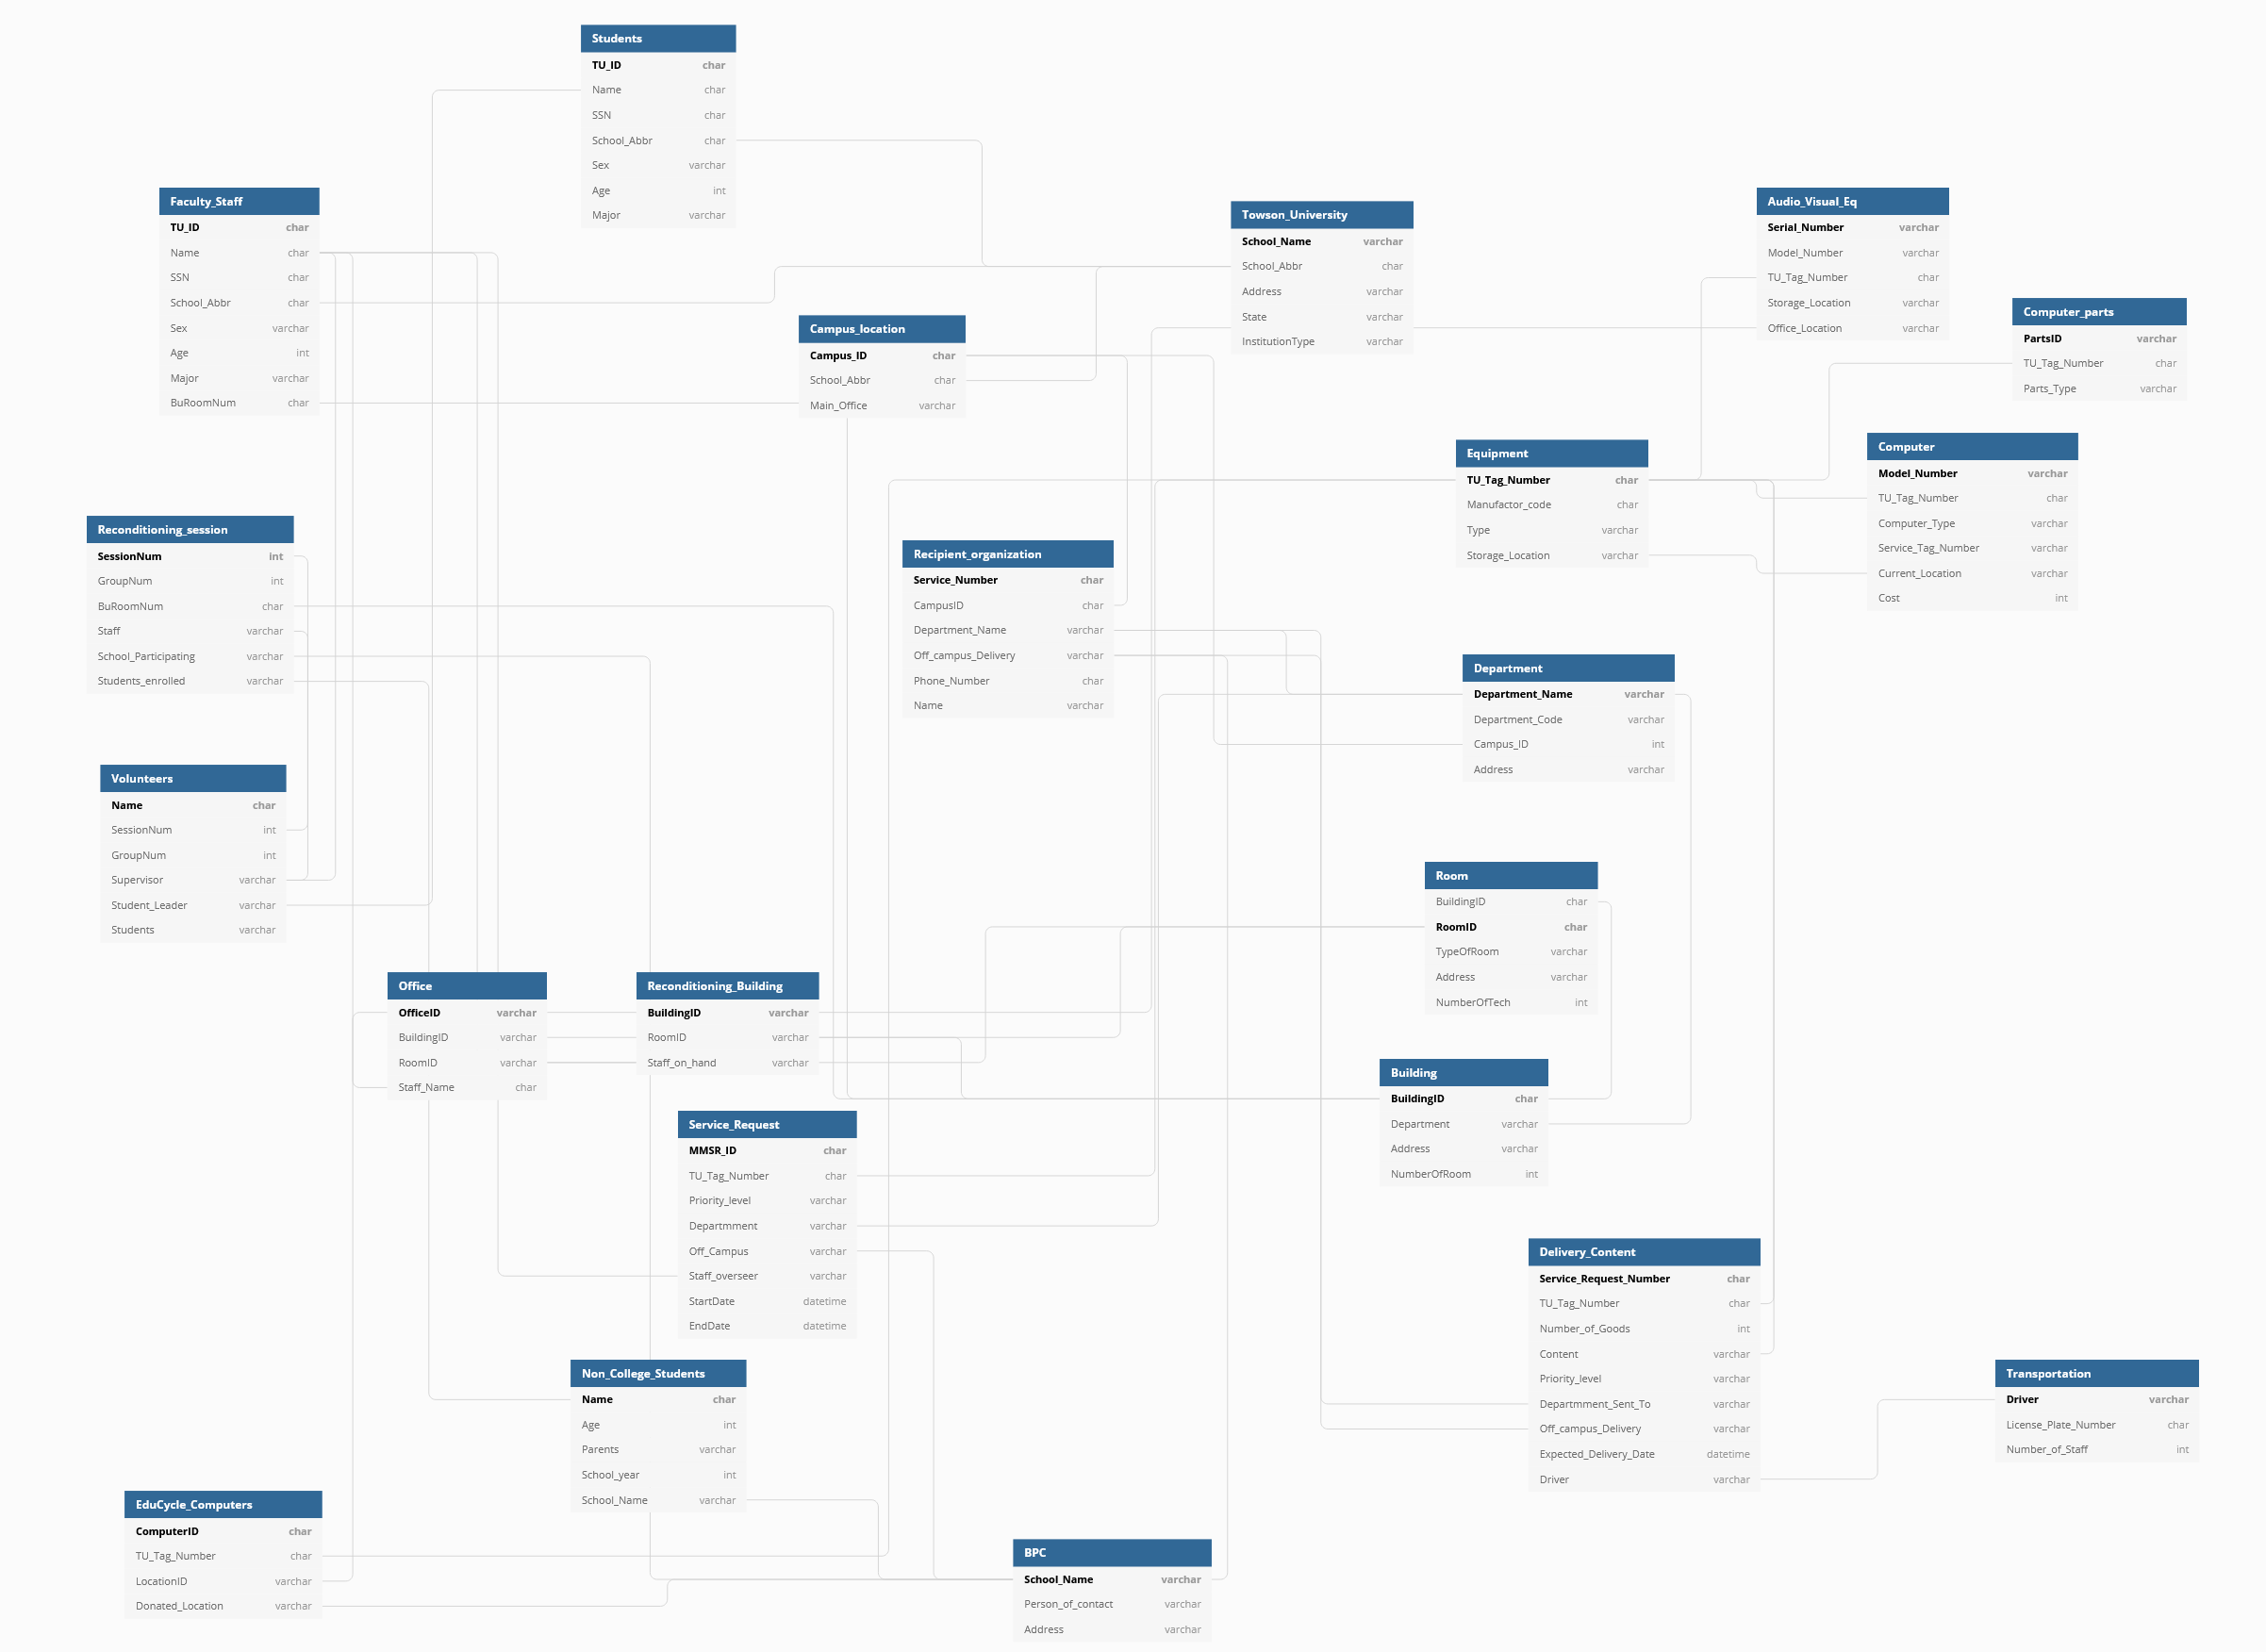 Students
TU_ID char
Name char
SSN char
School_Abbr char
Sex varchar
Age int
Major varchar
Faculty_Staff
TU_ID char
Name char
SSN char
School_Abbr char
Sex varchar
Age int
Major varchar
BuRoomNum char
Towson_University
School_Name varchar
School_Abbr char
Address varchar
State varchar
InstitutionType varchar
Audio_Visual_Eq
Serial_Number varchar
Model_Number varchar
TU_Tag_Number char
Storage_Location varchar
Office_Location varchar
Computer_parts
PartsID varchar
TU_Tag_Number char
Parts_Type varchar
Campus_location
Campus_ID char
School_Abbr char
Main_Office varchar
Equipment
TU_Tag_Number char
Manufactor_code char
Type varchar
Storage_Location varchar
Computer
Model_Number varchar
TU_Tag_Number char
Computer_Type varchar
Service_Tag_Number varchar
Current_Location varchar
Cost int
Reconditioning_session
SessionNum int
GroupNum int
BuRoomNum char
Staff varchar
School_Participating varchar
Students_enrolled varchar
Recipient_organization
Service_Number char
CampusID char
Department_Name varchar
Off_campus_Delivery varchar
Phone_Number char
Name varchar
Department
Department_Name varchar
Department_Code varchar
Campus_ID int
Address varchar
Volunteers
Name char
SessionNum int
GroupNum int
Supervisor varchar
Student_Leader varchar
Students varchar
Room
BuildingID char
RoomID char
TypeOfRoom varchar
Address varchar
NumberOfTech int
Office
OfficeID varchar
BuildingID varchar
RoomID varchar
Staff_Name char
Reconditioning_Building
BuildingID varchar
RoomID varchar
Staff_on_hand varchar
Building
BuildingID char
Department varchar
Address varchar
NumberOfRoom int
Service_Request
MMSR_ID char
TU_Tag_Number char
Priority_level varchar
Departmment varchar
Off_Campus varchar
Staff_overseer varchar
StartDate datetime
EndDate datetime
Delivery_Content
Service_Request_Number char
TU_Tag_Number char
Number_of_Goods int
Content varchar
Priority_level varchar
Departmment_Sent_To varchar
Off_campus_Delivery varchar
Expected_Delivery_Date datetime
Driver varchar
Non_College_Students
Name char
Age int
Parents varchar
School_year int
School_Name varchar
Transportation
Driver varchar
License_Plate_Number char
Number_of_Staff int
EduCycle_Computers
ComputerID char
TU_Tag_Number char
LocationID varchar
Donated_Location varchar
BPC
School_Name varchar
Person_of_contact varchar
Address varchar